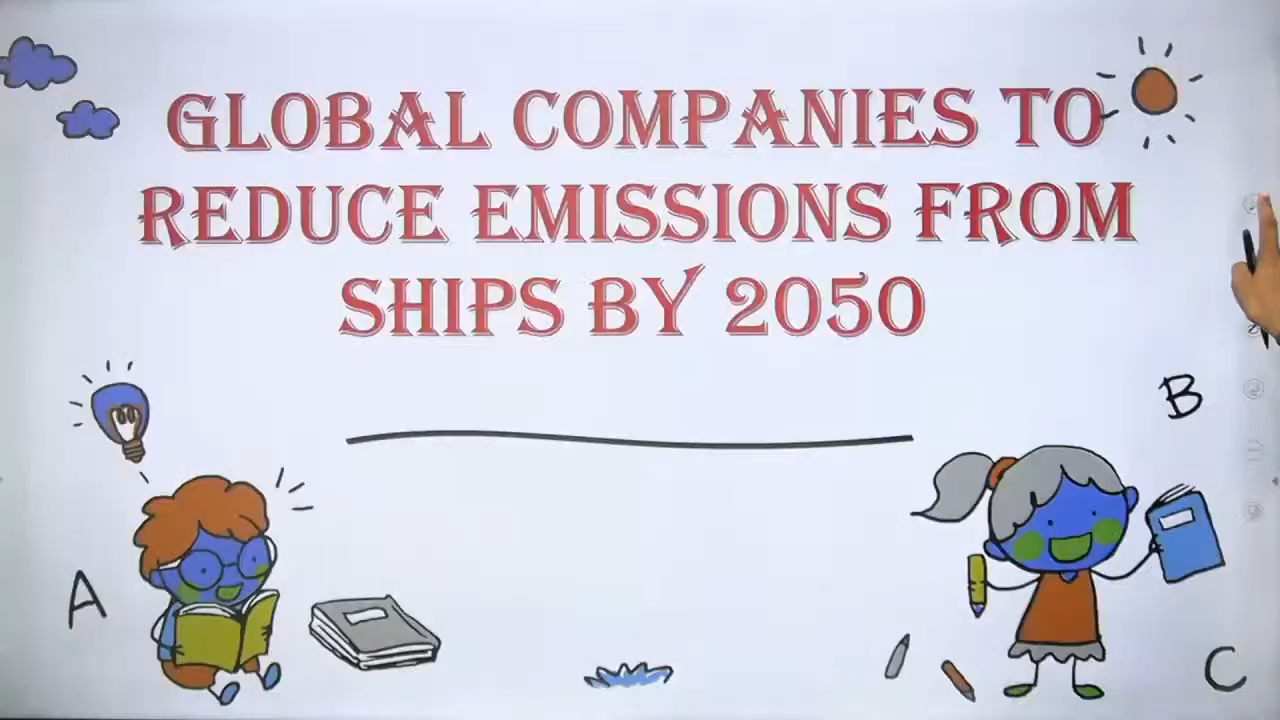 GLOBAL COMPANIES TO
REDUCE EMISSIONS FROM
SHIPS BY 2050
B
A
C